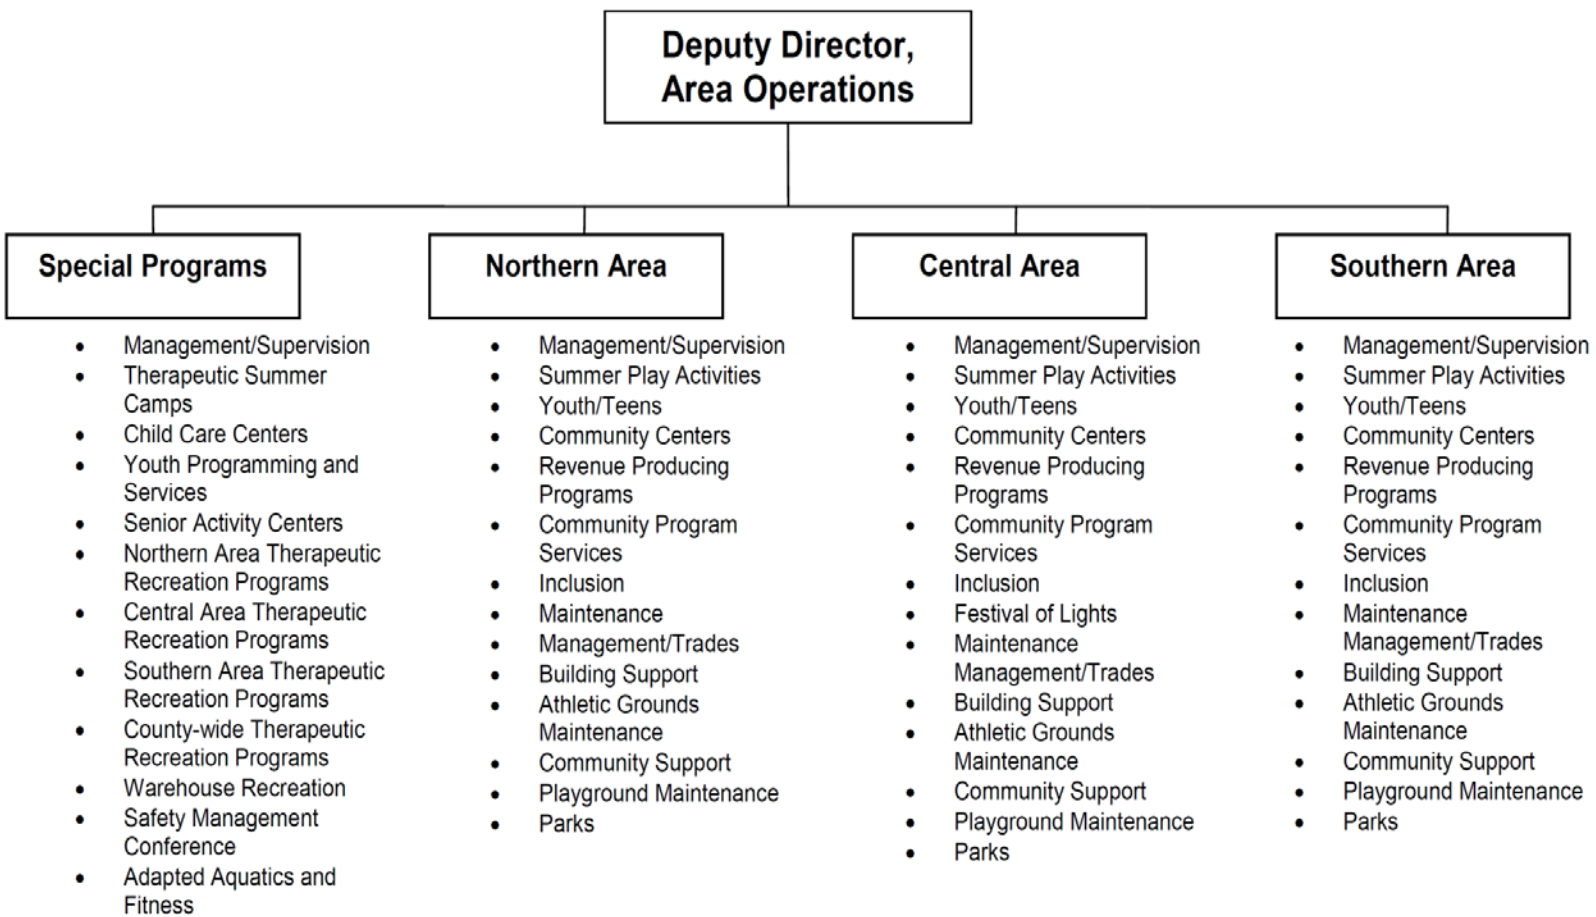 Deputy Director,
Area Operations
Special Programs
• Management/Supervision
• Therapeutic Summer
Camps
• Child Care Centers
• Youth Programming and
Services
• Senior Activity Centers
• Northern Area Therapeutic
Recreation Programs
• Central Area Therapeutic
Recreation Programs
• Southern Area Therapeutic
Recreation Programs
• County-wide Therapeutic
Recreation Programs
• Warehouse Recreation
• Safety Management
Conference
• Adapted Aquatics and
Fitness
Northern Area
• Management/Supervision
• Summer Play Activities
• Youth/Teens
• Community Centers
• Revenue Producing
Programs
• Community Program
Services
• Inclusion
• Maintenance
• Management/Trades
• Building Support
• Athletic Grounds
Maintenance
• Community Support
• Playground Maintenance
• Parks
Central Area
• Management/Supervision
• Summer Play Activities
• Youth/Teens
• Community Centers
• Revenue Producing
Programs
• Community Program
Services
• Inclusion
• Festival of Lights
• Maintenance
Management/Trades
• Building Support
• Athletic Grounds
Maintenance
• Community Support
• Playground Maintenance
• Parks
Southern Area
• Management/Supervision
• Summer Play Activities
• Youth/Teens
• Community Centers
• Revenue Producing
Programs
• Community Program
Services
• Inclusion
• Maintenance
Management/Trades
• Building Support
• Athletic Grounds
Maintenance
• Community Support
• Playground Maintenance
• Parks